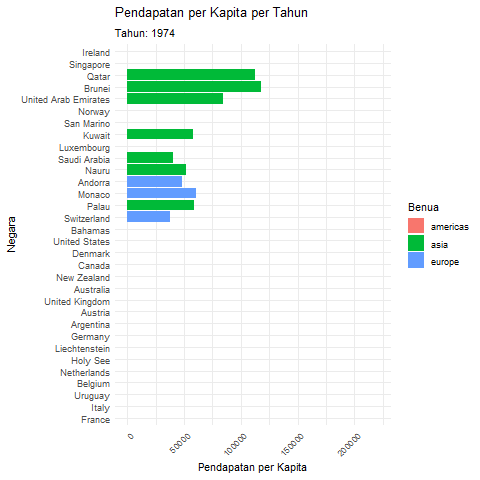 Pendapatan per Kapita per Tahun
Tahun: 1974
Ireland
Singapore
Qatar
Brunei
United Arab Emirates
Norway
San Marino
Kuwait
Luxembourg
Saudi Arabia
Nauru
Andorra
Monaco
Palau
Switzerland
Bahamas
United States
Denmark
Canada
New Zealand
Australia
United Kingdom
Austria
Argentina
Germany
Liechtenstein
Holy See
Netherlands
Belgium
Uruguay
Italy
France
Negara
0
50000
100000
150000
200000
Pendapatan per Kapita
Benua
americas
asia
europe